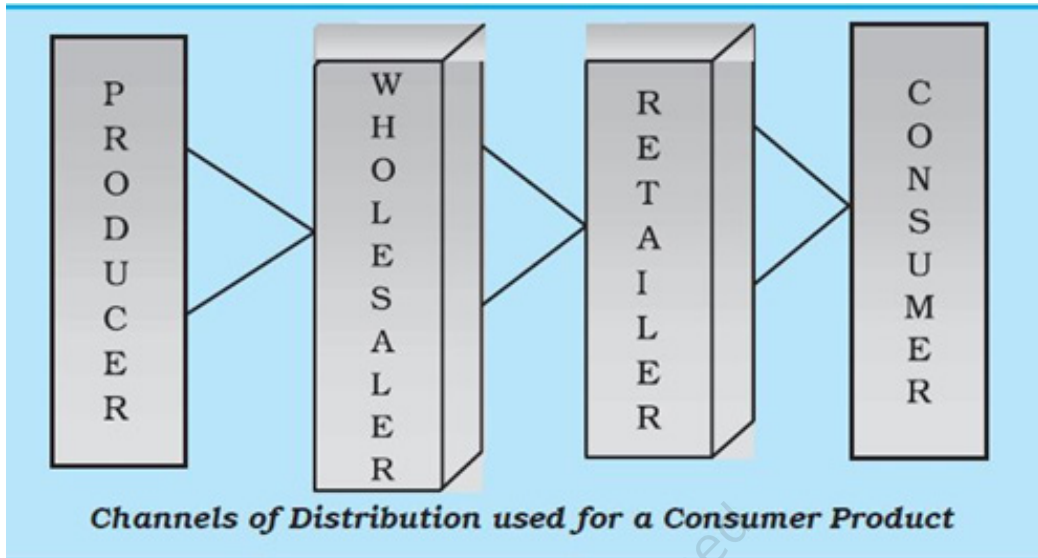 PRODUCER
WHOLESALER
RETAILER
CONSUMER
Channels of Distribution used for a Consumer Product